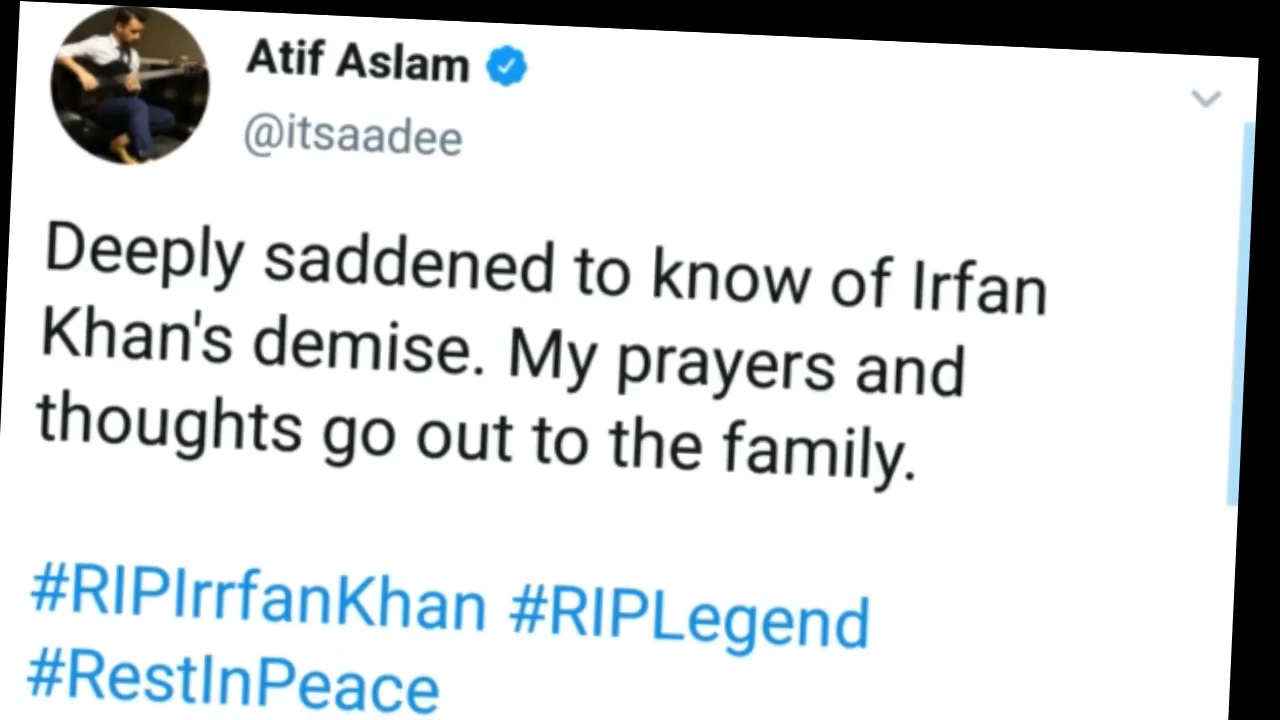 Atif Aslam
@itsaadee
Deeply saddened to know of Irfan
Khan's demise. My prayers and
thoughts go out to the family.
#RIPIrrfanKhan #RIPLegend
#RestInPeace